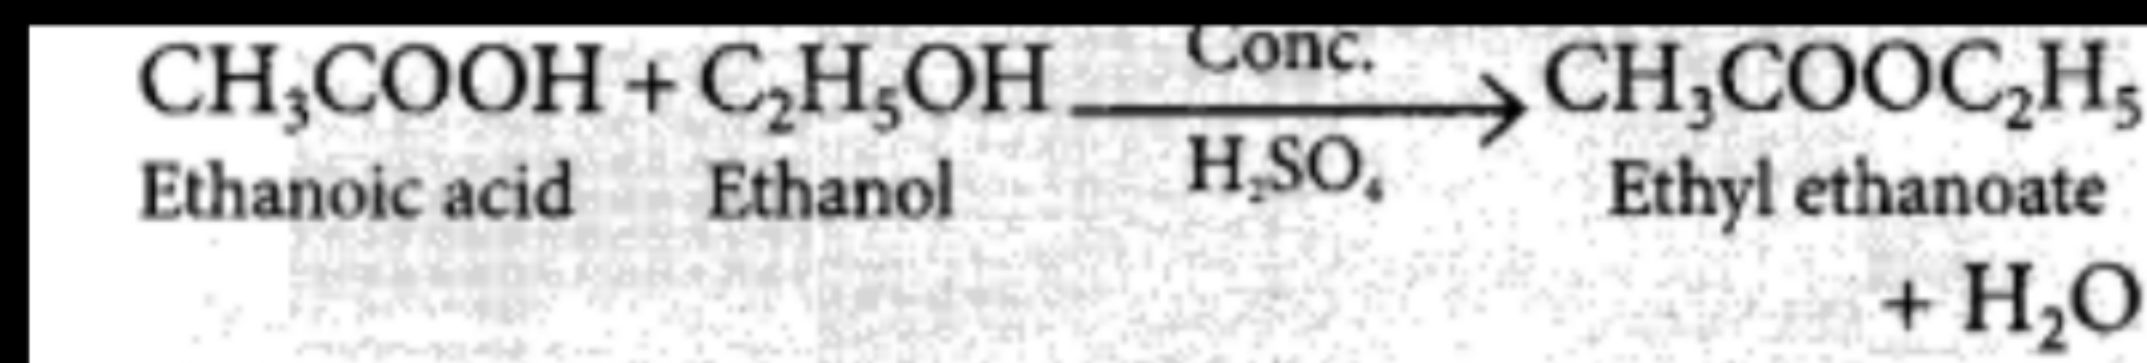 CH₃COOH + C₂H₅OH Conc. H₂SO₄ → CH₃COOC₂H₅
Ethanoic acid Ethanol Ethyl ethanoate
+ H₂O